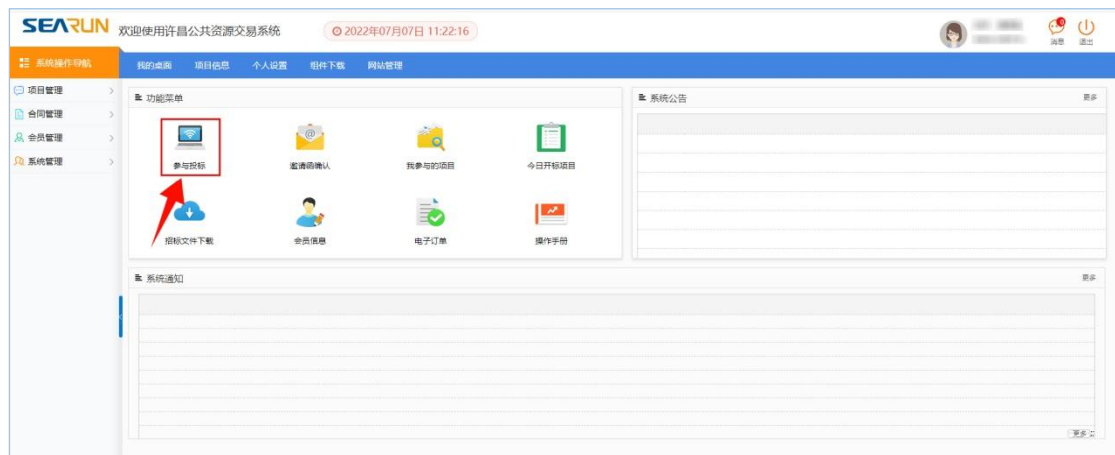 SEARUN 欢迎使用许昌公共资源交易系统 2022年07月07日 11:22:16 消息 退出
系统操作导航 我的桌面 项目信息 个人设置 组件下载 网站管理
项目管理
合同管理
会员管理
系统管理
功能菜单
参与投标 邀请函确认 我参与的项目 今日开标项目
招标文件下载 会员信息 电子订单 操作手册
系统公告 更多
系统通知 更多
更多